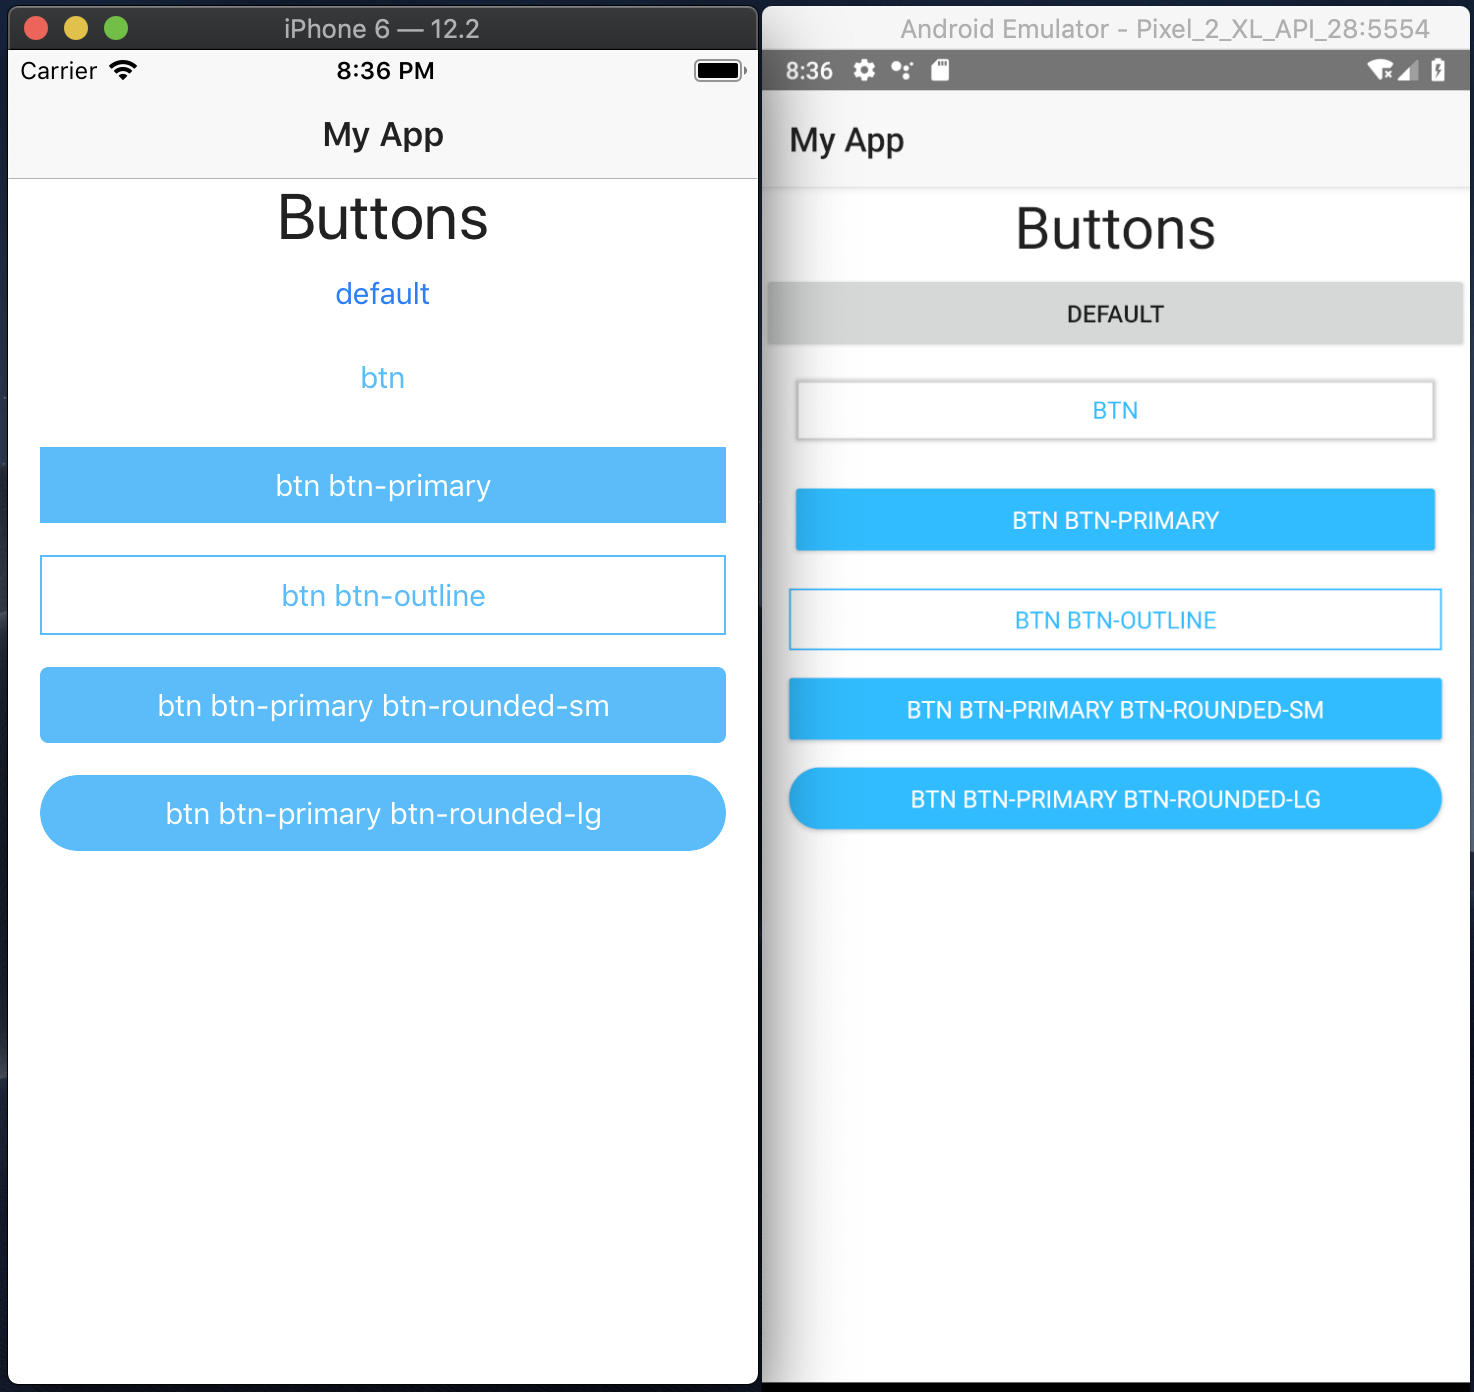 iPhone 6 — 12.2
Carrier
8:36 PM
My App
Buttons
default
btn
btn btn-primary
btn btn-outline
btn btn-primary btn-rounded-sm
btn btn-primary btn-rounded-lg
Android Emulator - Pixel_2_XL_API_28:5554
8:36
My App
Buttons
DEFAULT
BTN
BTN BTN-PRIMARY
BTN BTN-OUTLINE
BTN BTN-PRIMARY BTN-ROUNDED-SM
BTN BTN-PRIMARY BTN-ROUNDED-LG